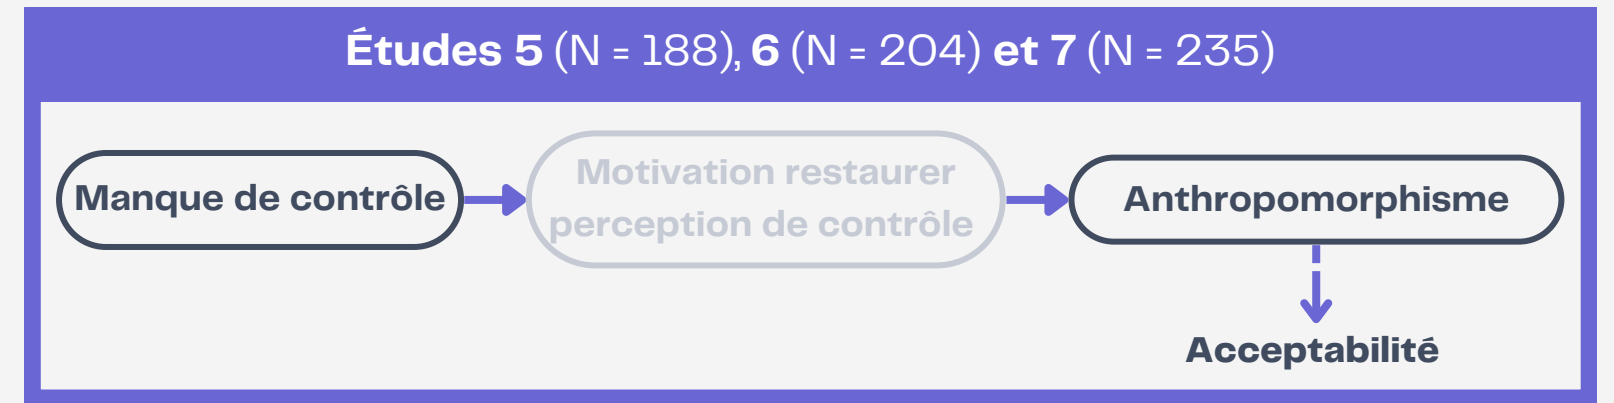 Études 5 (N = 188), 6 (N = 204) et 7 (N = 235)
Manque de contrôle
Motivation restaurer
perception de contrôle
Anthropomorphisme
Acceptabilité